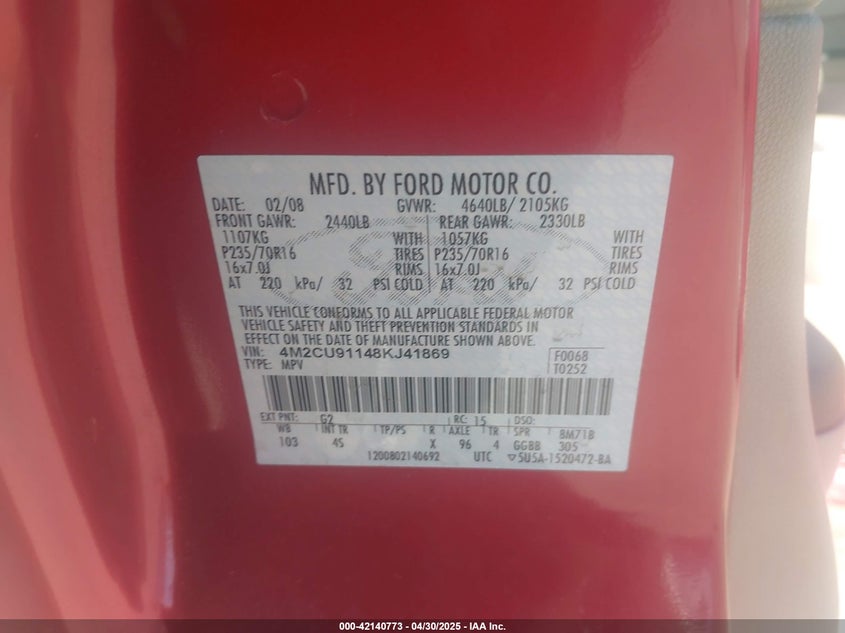 MFD. BY FORD MOTOR CO.
DATE: 02/08 GVWR: 4640LB/ 2105KG
FRONT GAWR: 2440LB REAR GAWR: 2330LB
1107KG WITH 1057KG WITH
P235/70R16 TIRES P235/70R16 TIRES
16x7.0J RIMS 16x7.0J RIMS
AT 220 kPa/ 32 PSI COLD AT 220 kPa/ 32 PSI COLD
THIS VEHICLE CONFORMS TO ALL APPLICABLE FEDERAL MOTOR
VEHICLE SAFETY AND THEFT PREVENTION STANDARDS IN
EFFECT ON THE DATE OF MANUFACTURE SHOWN ABOVE.
VIN: 4M2CU91148KJ41869 F0068
TYPE: MPV T0252
EXT PNT: G2 RC: 15 DSO:
WB INT TR TP/PS R AXLE TR SPR BM71B
103 4S X 96 4 GGBB 305
1200802140692 UTC ▽5U5A-1520472-BA
000-42140773 - 04/30/2025 - IAA Inc.